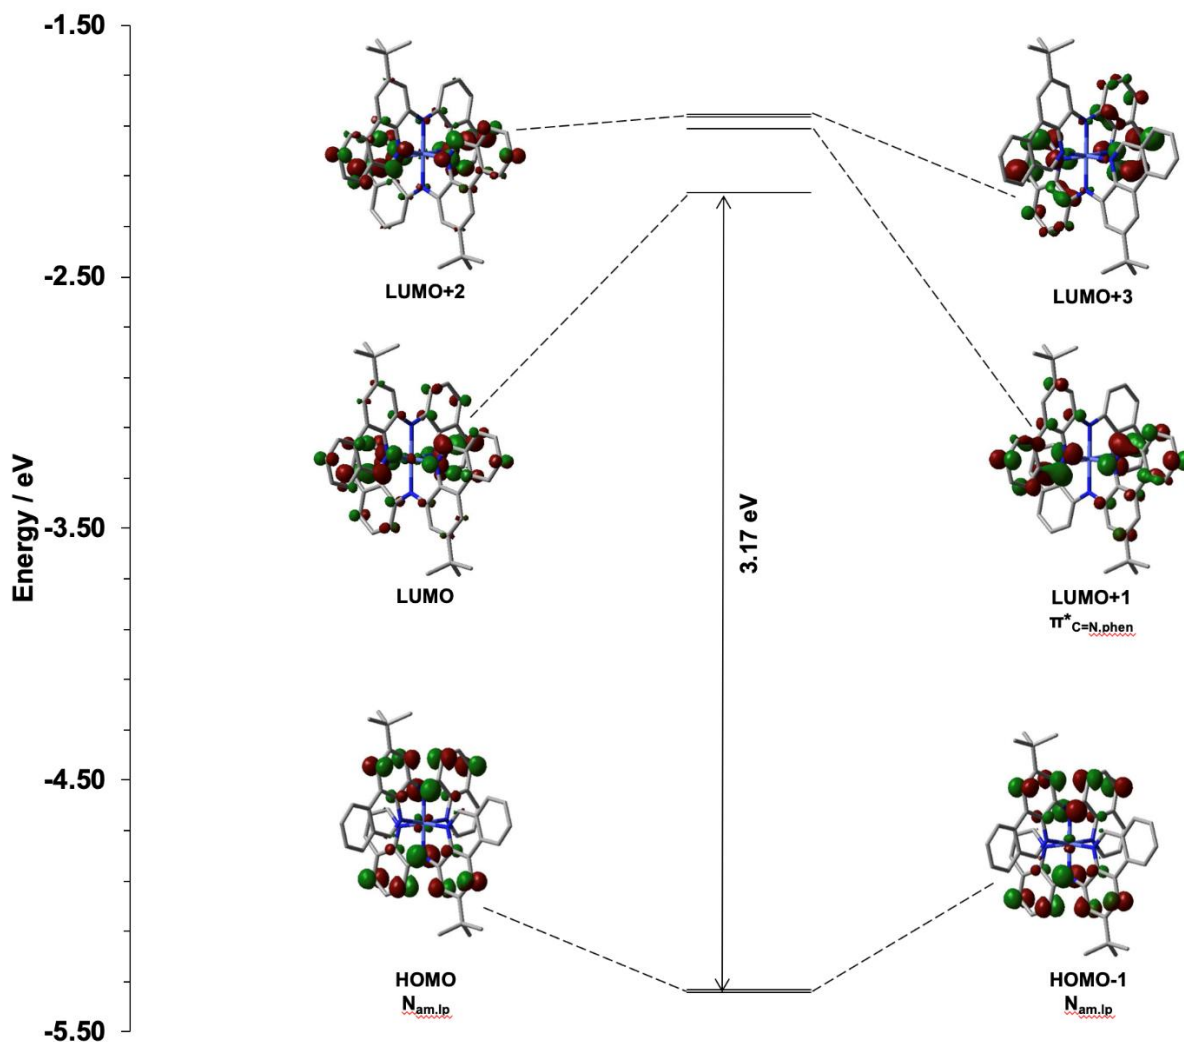 -1.50
-2.50
-3.50
-4.50
-5.50
Energy / eV
LUMO+2
LUMO+3
LUMO
LUMO+1
π*C=N,phen
3.17 eV
HOMO
Nam,lp
HOMO-1
Nam,lp